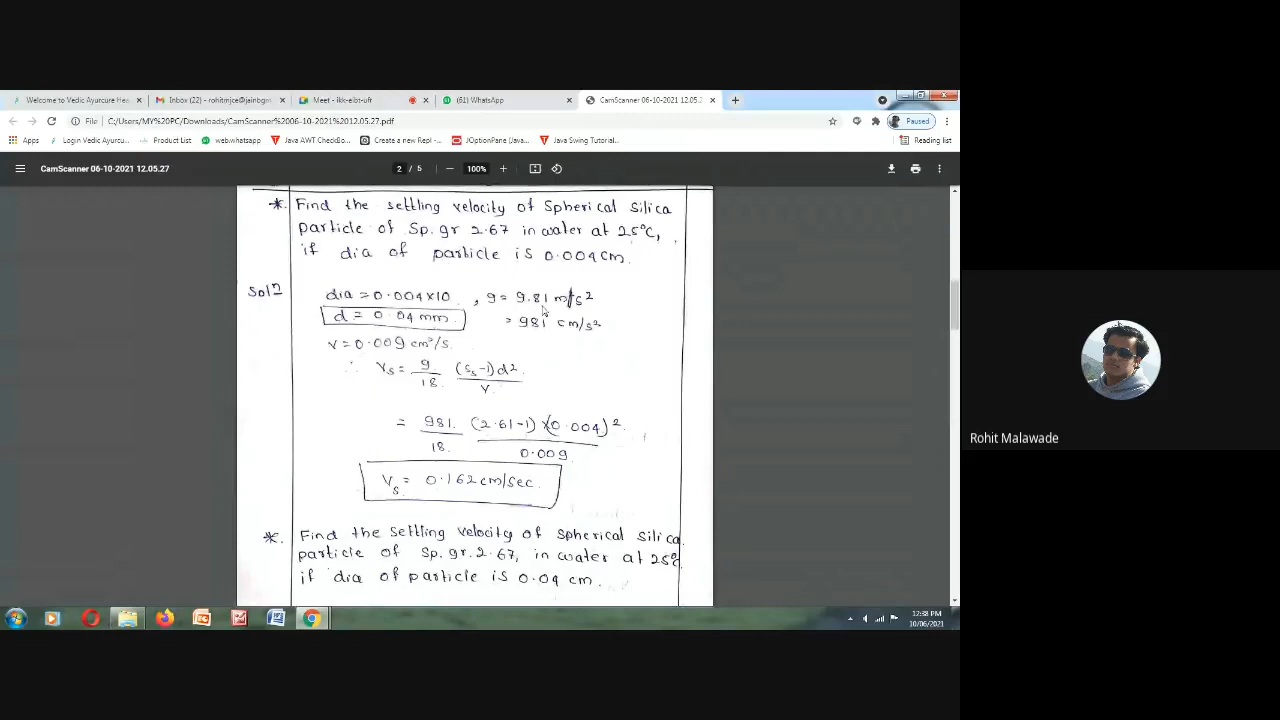 Welcome to Vedic Ayurcure Hea
Inbox (22) - rohitmjce@jainbgm
Meet - ikk-eibt-ufr
(61) WhatsApp
CamScanner 06-10-2021 12.05.27
File
C:/Users/MY%20PC/Downloads/CamScanner%2006-10-2021%2012.05.27.pdf
Paused
Apps
Login Vedic Ayurvedic
Product List
web.whatsapp
Java AWT CheckBo...
Create a new Repl -...
JOptionPane (Java...
Java Swing Tutorial...
Reading list
CamScanner 06-10-2021 12.05.27
2 / 5
100%
*. Find the settling velocity of Spherical Silica
particle of Sp. gr 2.67 in water at 25°C,
if dia of particle is 0.004cm.
Soln
dia = 0.004×10 , g = 9.81 m/s²
d = 0.04 mm. = 981 cm/s²
v = 0.009 cm²/s.
∴ Vs = g/18 (Ss-1)d²/v
= 981/18. (2.61-1)×(0.004)²/0.009.
Vs = 0.162 cm/sec.
*. Find the settling velocity of spherical silica
particle of Sp. gr. 2.67, in water at 25°C
if dia of particle is 0.04 cm.
Rohit Malawade
12:38 PM
10/06/2021